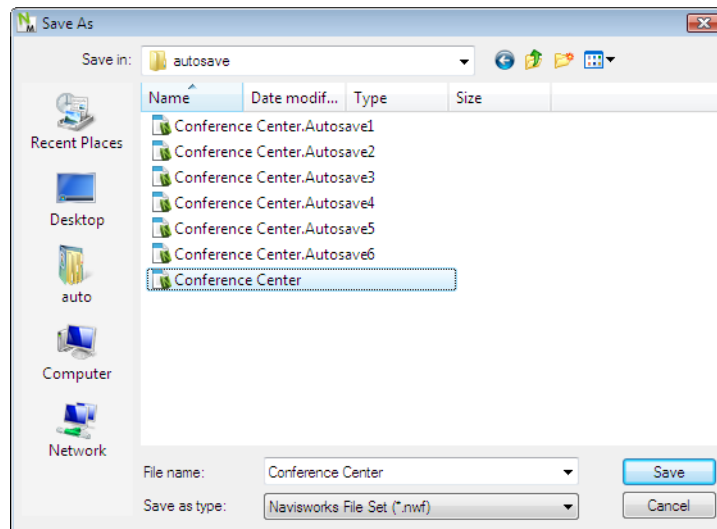 Save As
Save in: autosave
Name Date modif... Type Size
Conference Center.Autosave1
Conference Center.Autosave2
Conference Center.Autosave3
Conference Center.Autosave4
Conference Center.Autosave5
Conference Center.Autosave6
Conference Center
Recent Places
Desktop
auto
Computer
Network
File name: Conference Center Save
Save as type: Navisworks File Set (*.nwf) Cancel